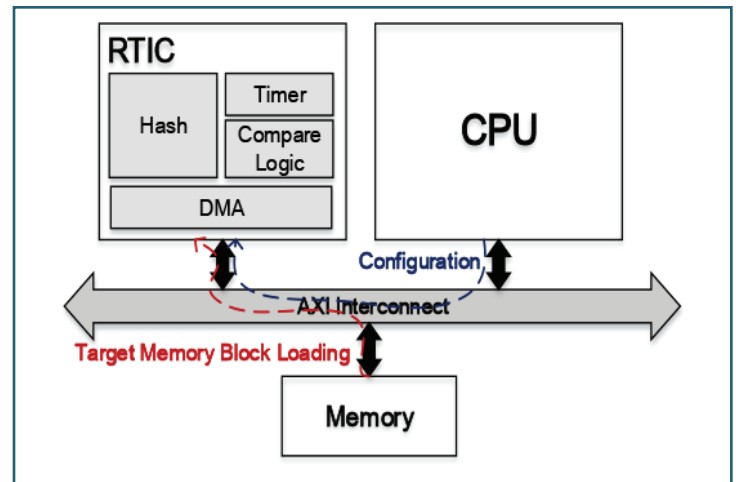 RTIC
Hash
Timer
Compare
Logic
DMA
CPU
Configuration
AXI Interconnect
Target Memory Block Loading
Memory